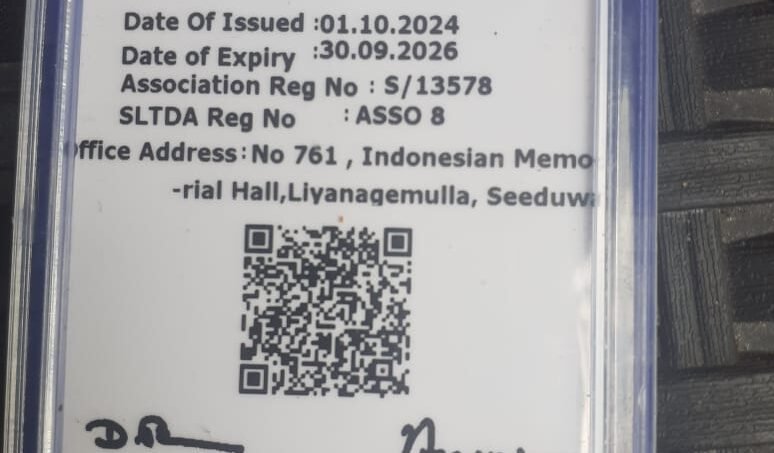 Date Of Issued :01.10.2024
Date of Expiry :30.09.2026
Association Reg No : S/13578
SLTDA Reg No : ASSO 8
ffice Address:No 761 , Indonesian Memo
-rial Hall,Liyanagemulla, Seeduwa